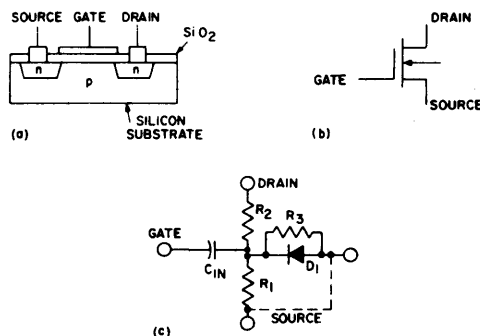 SOURCE GATE DRAIN
SiO2
n n
p
SILICON
SUBSTRATE
(a)
DRAIN
GATE
SOURCE
(b)
DRAIN
R2
R3
GATE
CIN
D1
R1
SOURCE
(c)